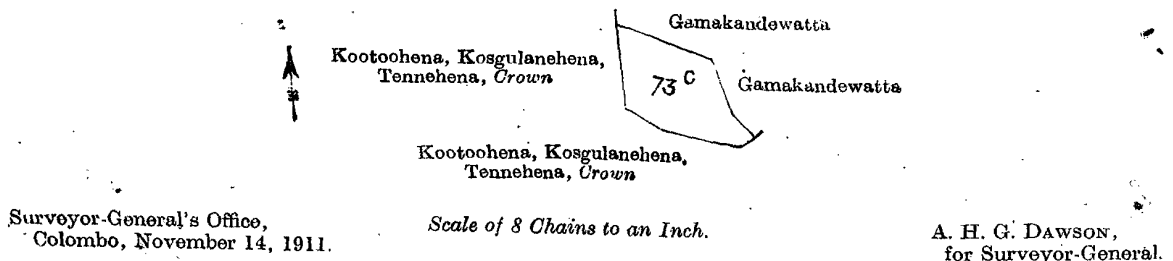 Gamakandewatta
Kootoohena, Kosgulanehena,
Tennehena, Crown
73 C
Gamakandewatta
Kootoohena, Kosgulanehena,
Tennehena, Crown
Surveyor-General's Office,
Colombo, November 14, 1911.
Scale of 8 Chains to an Inch.
A. H. G. DAWSON,
for Surveyor-General.